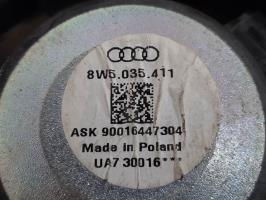 8W5.035.411
ASK 90016447304
Made in Poland
UA7 30016***